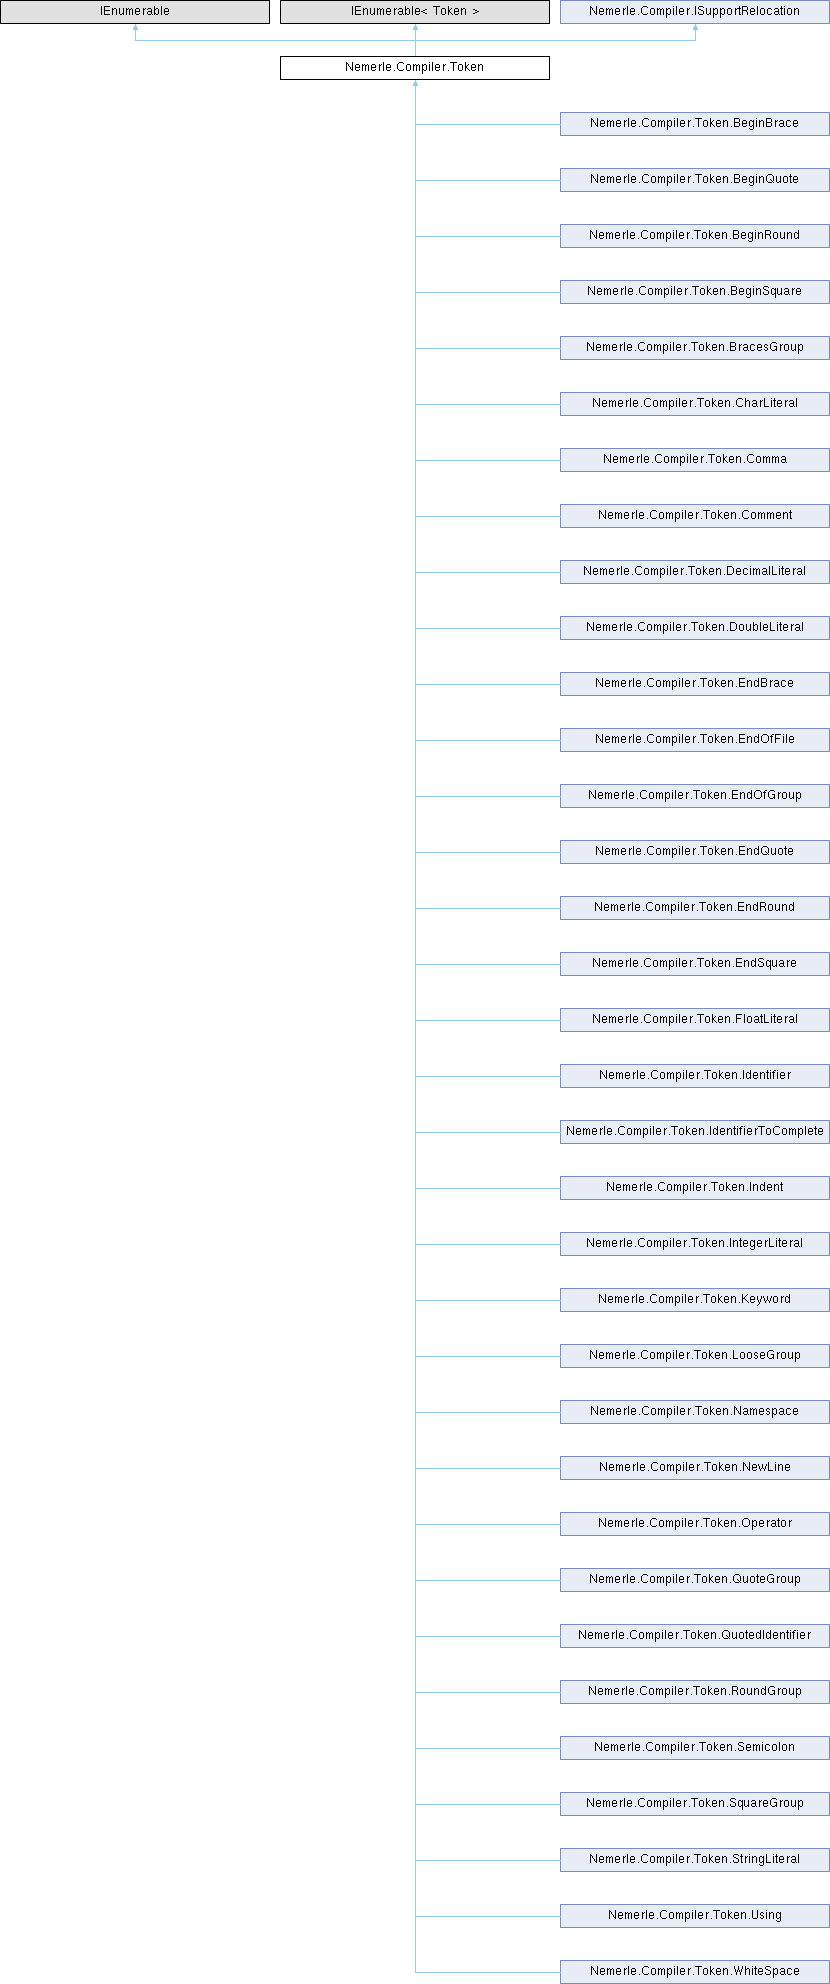 IEnumerable
IEnumerable< Token >
Nemerle.Compiler.ISupportRelocation
Nemerle.Compiler.Token
Nemerle.Compiler.Token.BeginBrace
Nemerle.Compiler.Token.BeginQuote
Nemerle.Compiler.Token.BeginRound
Nemerle.Compiler.Token.BeginSquare
Nemerle.Compiler.Token.BracesGroup
Nemerle.Compiler.Token.CharLiteral
Nemerle.Compiler.Token.Comma
Nemerle.Compiler.Token.Comment
Nemerle.Compiler.Token.DecimalLiteral
Nemerle.Compiler.Token.DoubleLiteral
Nemerle.Compiler.Token.EndBrace
Nemerle.Compiler.Token.EndOfFile
Nemerle.Compiler.Token.EndOfGroup
Nemerle.Compiler.Token.EndQuote
Nemerle.Compiler.Token.EndRound
Nemerle.Compiler.Token.EndSquare
Nemerle.Compiler.Token.FloatLiteral
Nemerle.Compiler.Token.Identifier
Nemerle.Compiler.Token.IdentifierToComplete
Nemerle.Compiler.Token.Indent
Nemerle.Compiler.Token.IntegerLiteral
Nemerle.Compiler.Token.Keyword
Nemerle.Compiler.Token.LooseGroup
Nemerle.Compiler.Token.Namespace
Nemerle.Compiler.Token.NewLine
Nemerle.Compiler.Token.Operator
Nemerle.Compiler.Token.QuoteGroup
Nemerle.Compiler.Token.QuotedIdentifier
Nemerle.Compiler.Token.RoundGroup
Nemerle.Compiler.Token.Semicolon
Nemerle.Compiler.Token.SquareGroup
Nemerle.Compiler.Token.StringLiteral
Nemerle.Compiler.Token.Using
Nemerle.Compiler.Token.WhiteSpace